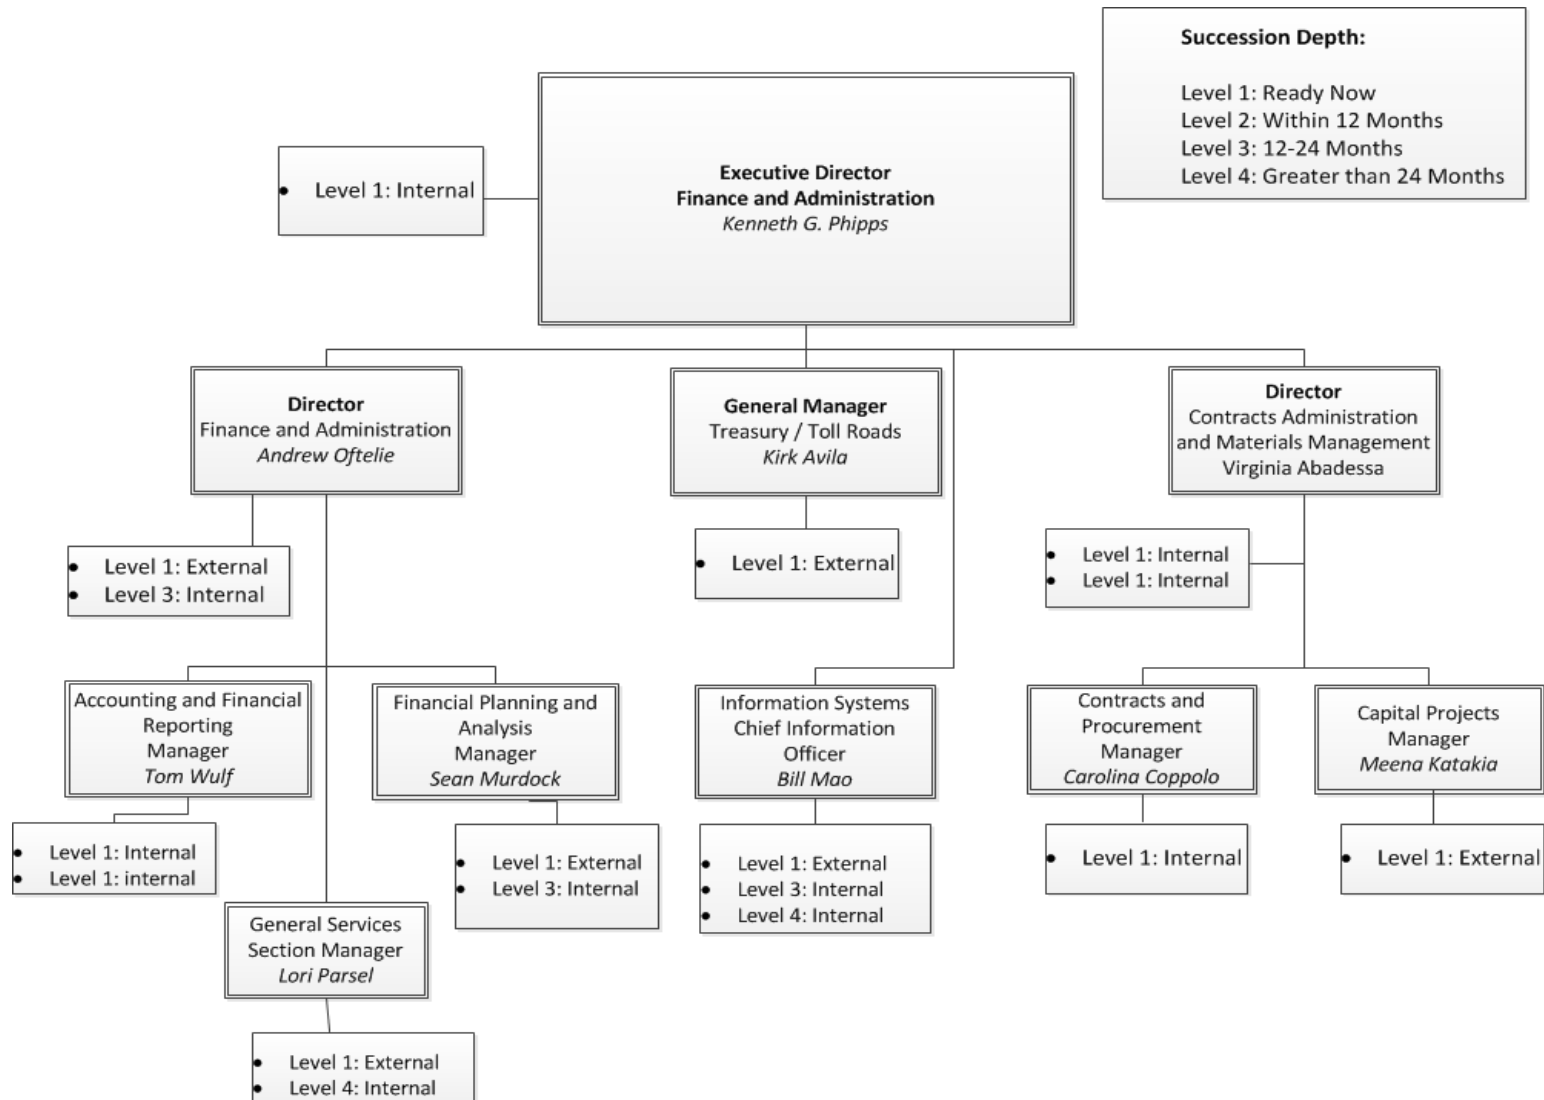 Succession Depth:
Level 1: Ready Now
Level 2: Within 12 Months
Level 3: 12-24 Months
Level 4: Greater than 24 Months
Executive Director
Finance and Administration
Kenneth G. Phipps
• Level 1: Internal
Director
Finance and Administration
Andrew Oftelie
• Level 1: External
• Level 3: Internal
General Manager
Treasury / Toll Roads
Kirk Avila
• Level 1: External
Director
Contracts Administration
and Materials Management
Virginia Abadessa
• Level 1: Internal
• Level 1: Internal
Accounting and Financial
Reporting
Manager
Tom Wulf
• Level 1: Internal
• Level 1: internal
Financial Planning and
Analysis
Manager
Sean Murdock
• Level 1: External
• Level 3: Internal
Information Systems
Chief Information
Officer
Bill Mao
• Level 1: External
• Level 3: Internal
• Level 4: Internal
Contracts and
Procurement
Manager
Carolina Coppolo
• Level 1: Internal
Capital Projects
Manager
Meena Katakia
• Level 1: External
General Services
Section Manager
Lori Parsel
• Level 1: External
• Level 4: Internal